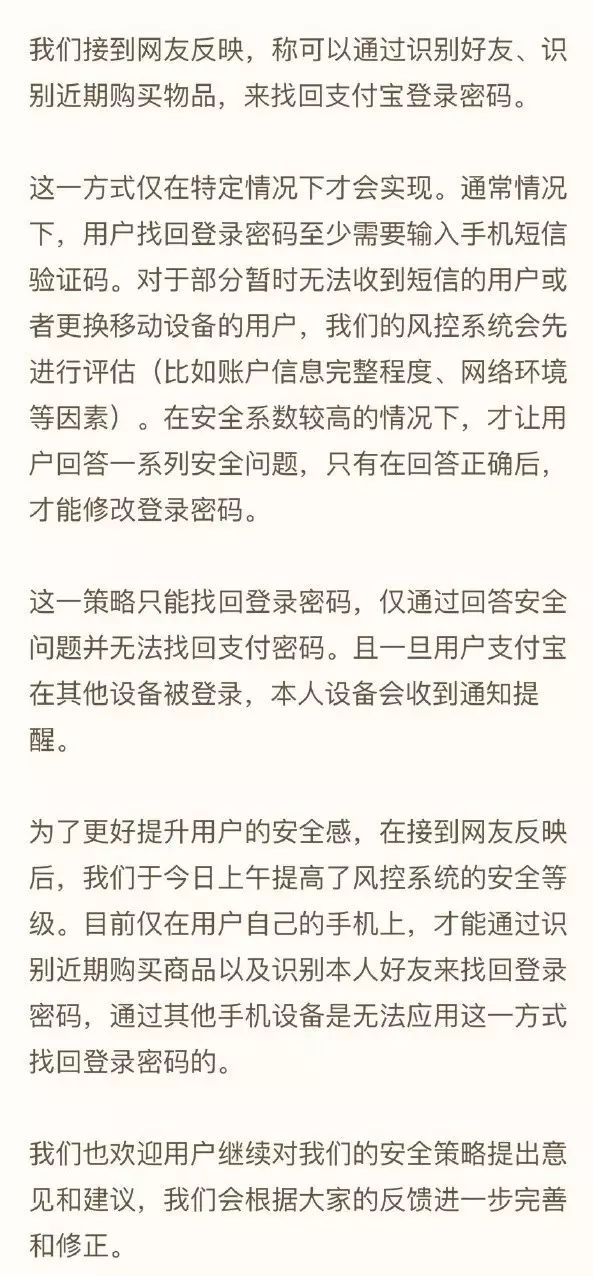 我们接到网友反映，称可以通过识别好友、识
别近期购买物品，来找回支付宝登录密码。
这一方式仅在特定情况下才会实现。通常情况
下，用户找回登录密码至少需要输入手机短信
验证码。对于部分暂时无法收到短信的用户或
者更换移动设备的用户，我们的风控系统会先
进行评估（比如账户信息完整程度、网络环境
等因素）。在安全系数较高的情况下，才让用
户回答一系列安全问题，只有在回答正确后，
才能修改登录密码。
这一策略只能找回登录密码，仅通过回答安全
问题并无法找回支付密码。且一旦用户支付宝
在其他设备被登录，本人设备会收到通知提
醒。
为了更好提升用户的安全感，在接到网友反映
后，我们于今日上午提高了风控系统的安全等
级。目前仅在用户自己的手机上，才能通过识
别近期购买商品以及识别本人好友来找回登录
密码，通过其他手机设备是无法应用这一方式
找回登录密码的。
我们也欢迎用户继续对我们的安全策略提出意
见和建议，我们会根据大家的反馈进一步完善
和修正。